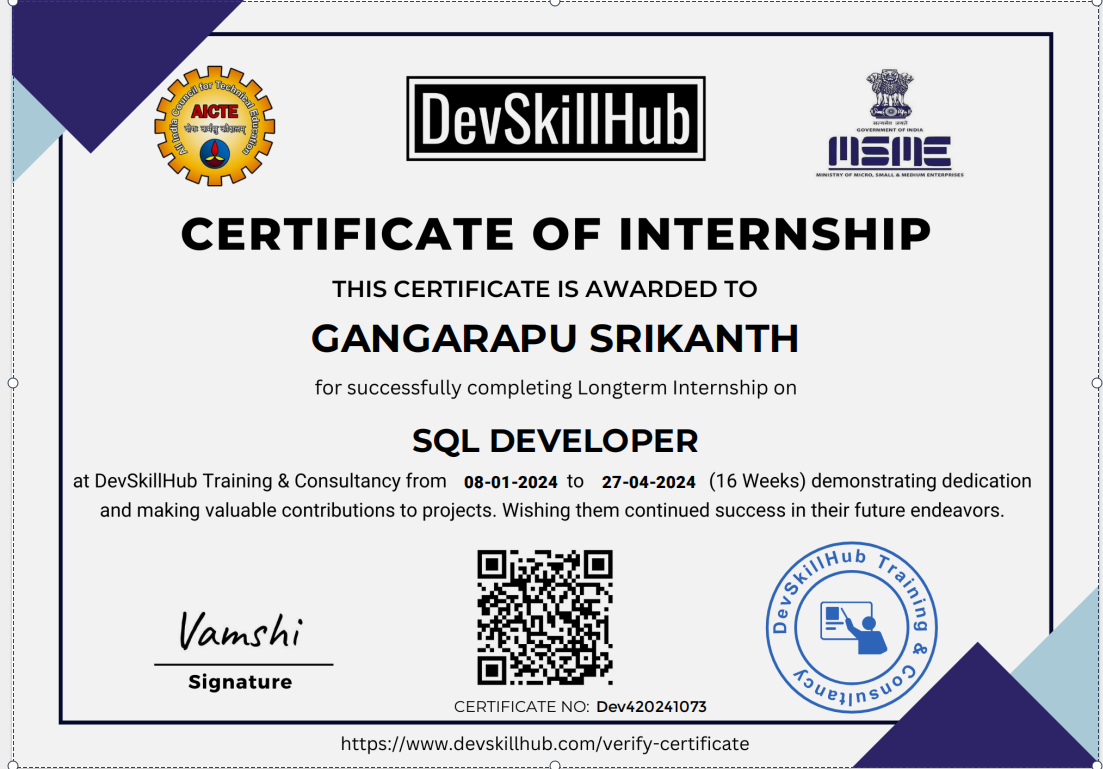 All India Council for Technical Education
AICTE
योगः कर्मसु कौशलम्
DevSkillHub
सत्यमेव जयते
GOVERNMENT OF INDIA
MSME
MINISTRY OF MICRO, SMALL & MEDIUM ENTERPRISES
CERTIFICATE OF INTERNSHIP
THIS CERTIFICATE IS AWARDED TO
GANGARAPU SRIKANTH
for successfully completing Longterm Internship on
SQL DEVELOPER
at DevSkillHub Training & Consultancy from 08-01-2024 to 27-04-2024 (16 Weeks) demonstrating dedication
and making valuable contributions to projects. Wishing them continued success in their future endeavors.
Vamshi
Signature
DevSkillHub Training & Consultancy
CERTIFICATE NO: Dev420241073
https://www.devskillhub.com/verify-certificate